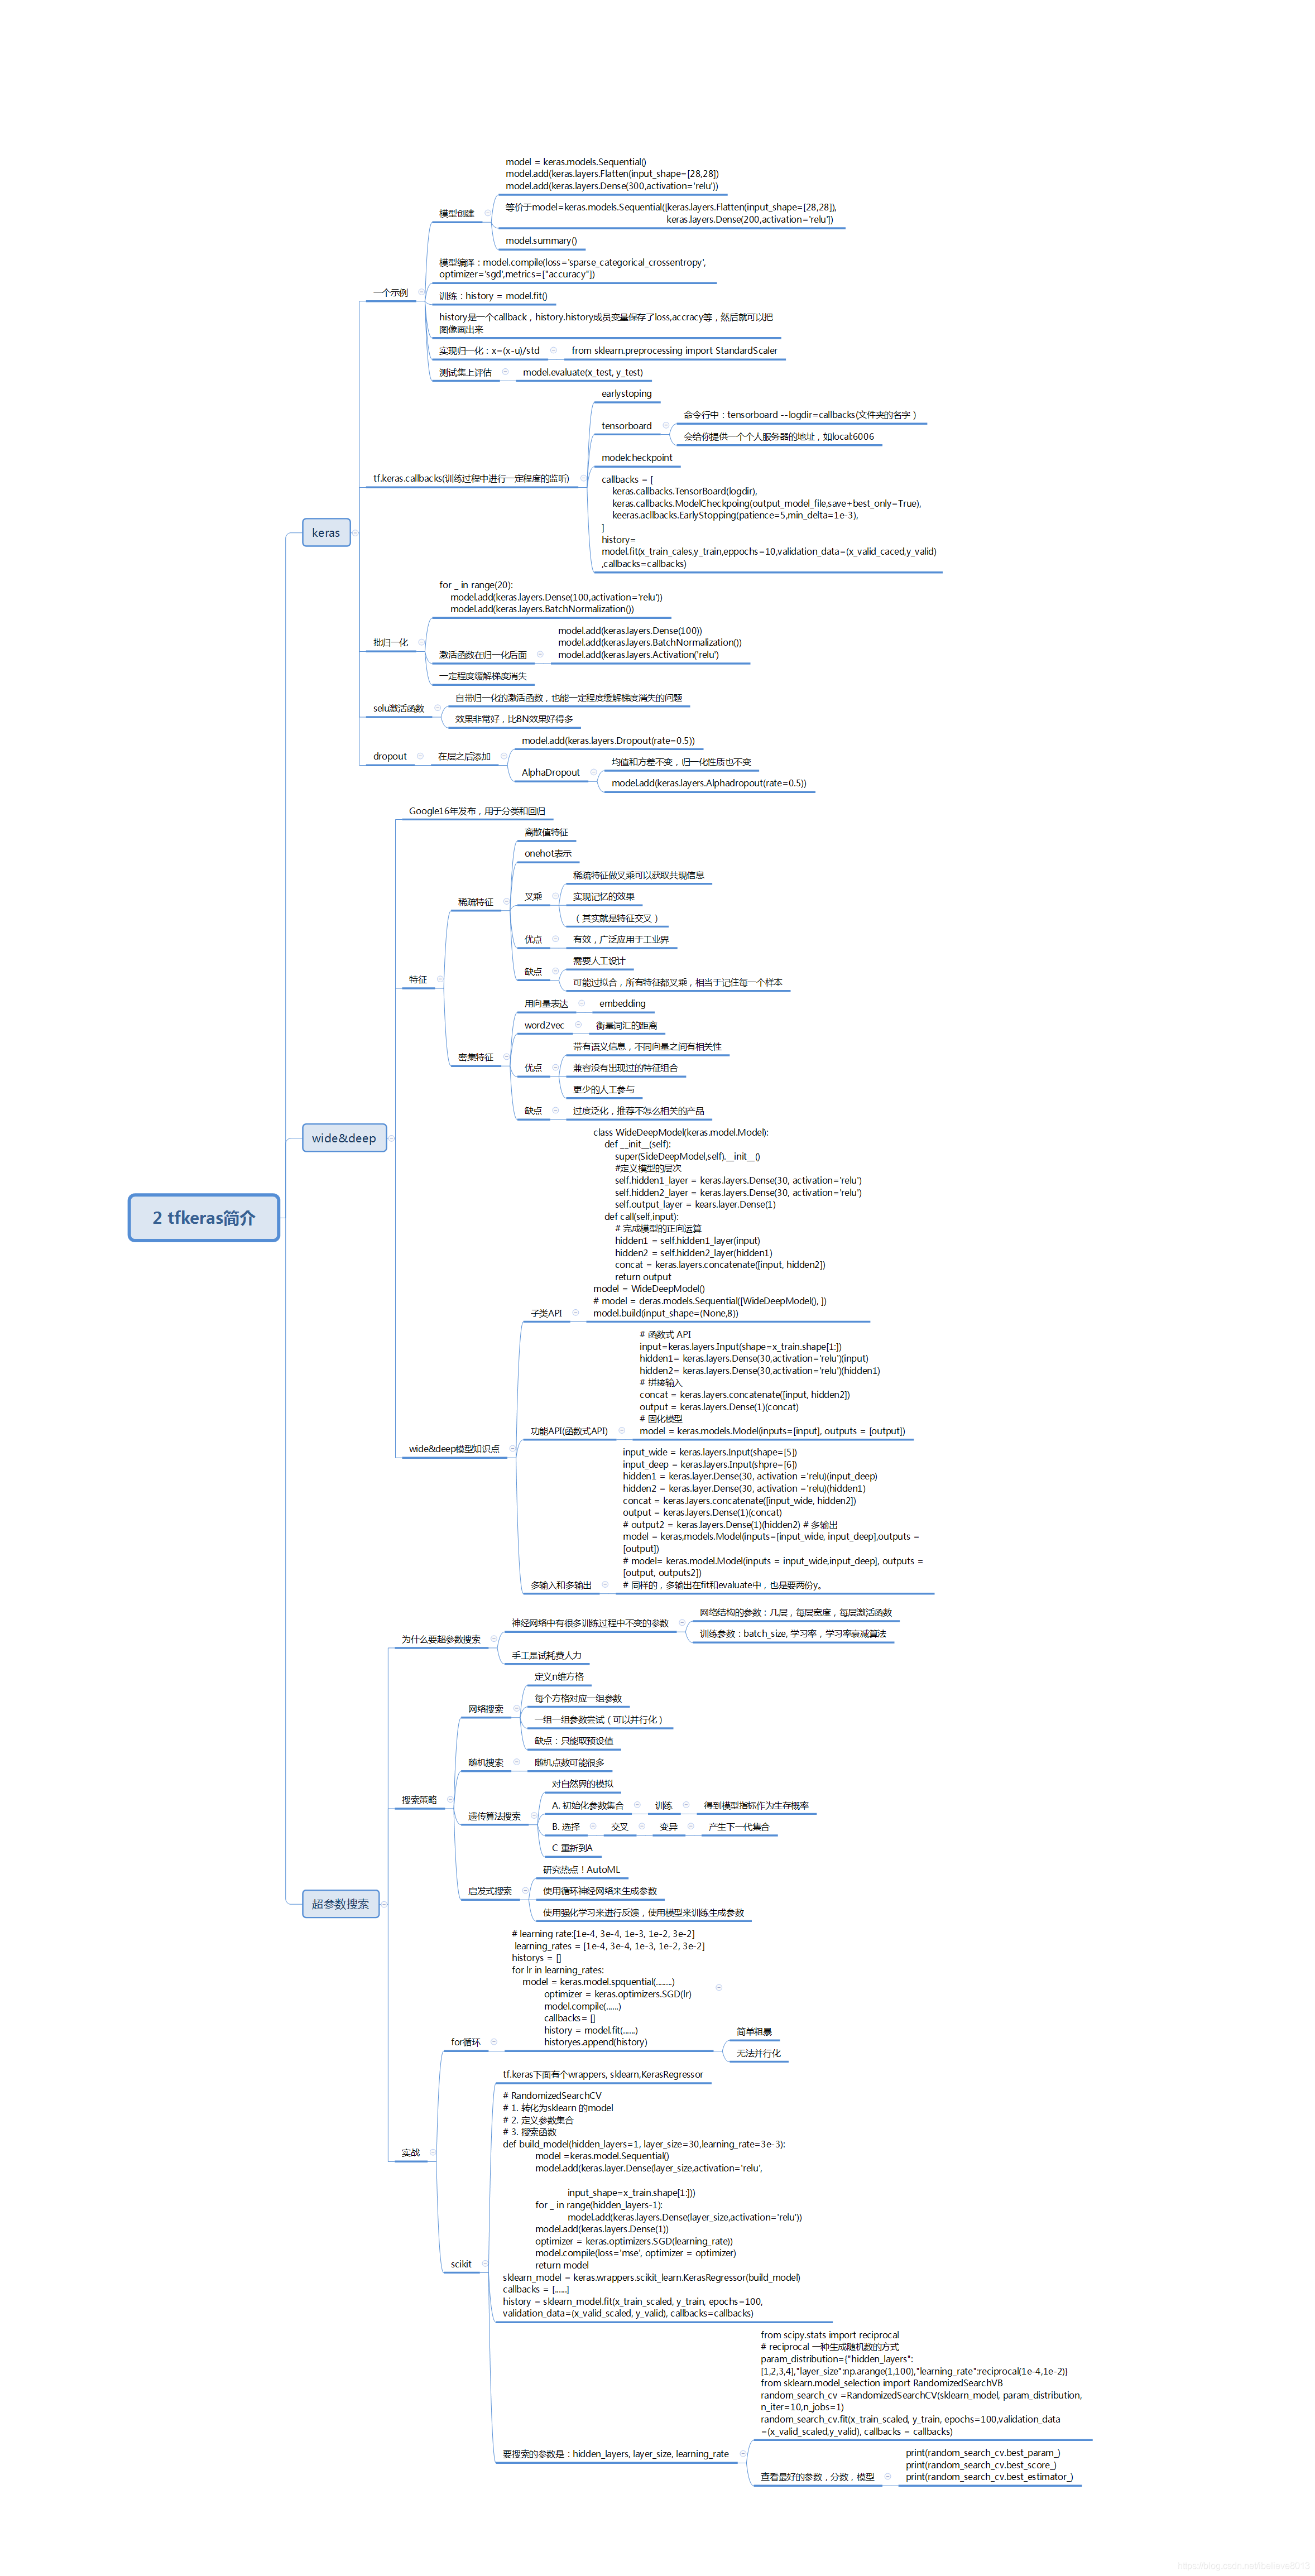 2 tfkeras简介
keras
一个示例
模型创建
model = keras.models.Sequential()
model.add(keras.layers.Flatten(input_shape=[28,28])
model.add(keras.layers.Dense(300,activation='relu'))
等价于model=keras.models.Sequential([keras.layers.Flatten(input_shape=[28,28]),
keras.layers.Dense(200,activation='relu'])
model.summary()
模型编泽：model.compile(loss='sparse_categorical_crossentropy',
optimizer='sgd',metrics=["accuracy"])
训练：history = model.fit()
history是一个callback，history.history成员变量保存了loss,accracy等，然后就可以把
图像画出来
实现归一化：x=(x-u)/std
from sklearn.preprocessing import StandardScaler
测试集上评估
model.evaluate(x_test, y_test)
tf.keras.callbacks(训练过程中进行一定程度的监听)
earlystoping
tensorboard
命令行中：tensorboard --logdir=callbacks(文件夹的名字）
会给你提供一个个人服务器的地址，如local:6006
modelcheckpoint
callbacks = [
keras.callbacks.TensorBoard(logdir),
keras.callbacks.ModelCheckpoing(output_model_file,save+best_only=True),
keeras.acllbacks.EarlyStopping(patience=5,min_delta=1e-3),
]
history=
model.fit(x_train_cales,y_train,eppochs=10,validation_data=(x_valid_caced,y_valid)
,callbacks=callbacks)
批归一化
for _ in range(20):
model.add(keras.layers.Dense(100,activation='relu'))
model.add(keras.layers.BatchNormalization())
激活函数在归一化后面
model.add(keras.layers.Dense(100))
model.add(keras.layers.BatchNormalization())
model.add(keras.layers.Activation('relu')
一定程度缓解梯度消失
selu激活函数
自带归一化的激活函数，也能一定程度缓解梯度消失的问题
效果非常好，比BN效果好得多
dropout
在层之后添加
model.add(keras.layers.Dropout(rate=0.5))
AlphaDropout
均值和方差不变，归一化性质也不变
model.add(keras.layers.Alphadropout(rate=0.5))
wide&deep
Google16年发布，用于分类和回归
特征
稀疏特征
离散值特征
onehot表示
叉乘
稀疏特征做叉乘可以获取共现信息
实现记忆的效果
（其实就是特征交叉）
优点
有效，广泛应用于工业界
缺点
需要人工设计
可能过拟合，所有特征都叉乘，相当于记住每一个样本
密集特征
用向量表达
embedding
word2vec
衡量词汇的距离
优点
带有语义信息，不同向量之间有相关性
兼容没有出现过的特征组合
更少的人工参与
缺点
过度泛化，推荐不怎么相关的产品
wide&deep模型知识点
子类API
class WideDeepModel(keras.model.Model):
def __init__(self):
super(SideDeepModel,self).__init__()
#定义模型的层次
self.hidden1_layer = keras.layers.Dense(30, activation='relu')
self.hidden2_layer = keras.layers.Dense(30, activation='relu')
self.output_layer = kears.layer.Dense(1)
def call(self,input):
# 完成模型的正向运算
hidden1 = self.hidden1_layer(input)
hidden2 = self.hidden2_layer(hidden1)
concat = keras.layers.concatenate([input, hidden2])
return output
model = WideDeepModel()
# model = deras.models.Sequential([WideDeepModel(), ])
model.build(input_shape=(None,8))
功能API(函数式API)
# 函数式 API
input=keras.layers.Input(shape=x_train.shape[1:])
hidden1= keras.layers.Dense(30,activation='relu')(input)
hidden2= keras.layers.Dense(30,activation='relu')(hidden1)
# 拼接输入
concat = keras.layers.concatenate([input, hidden2])
output = keras.layers.Dense(1)(concat)
# 固化模型
model = keras.models.Model(inputs=[input], outputs = [output])
多输入和多输出
input_wide = keras.layers.Input(shape=[5])
input_deep = keras.layers.Input(shpre=[6])
hidden1 = keras.layer.Dense(30, activation ='relu)(input_deep)
hidden2 = keras.layer.Dense(30, activation ='relu)(hidden1)
concat = keras.layers.concatenate([input_wide, hidden2])
output = keras.layers.Dense(1)(concat)
# output2 = keras.layers.Dense(1)(hidden2) # 多输出
model = keras,models.Model(inputs=[input_wide, input_deep],outputs =
[output])
# model= keras.model.Model(inputs = input_wide,input_deep], outputs =
[output, outputs2])
# 同样的，多输出在fit和evaluate中，也是要两份y。
超参数搜索
为什么要超参数搜索
神经网络中有很多训练过程中不变的参数
网络结构的参数：几层，每层宽度，每层激活函数
训练参数：batch_size, 学习率，学习率衰减算法
手工是试耗费人力
搜索策略
网络搜索
定义n维方格
每个方格对应一组参数
一组一组参数尝试（可以并行化）
缺点：只能取预设值
随机搜索
随机点数可能很多
遗传算法搜索
对自然界的模拟
A. 初始化参数集合
训练
得到模型指标作为生存概率
B. 选择
交叉
变异
产生下一代集合
C 重新到A
启发式搜索
研究热点！AutoML
使用循环神经网络来生成参数
使用强化学习来进行反馈，使用模型来训练生成参数
实战
for循环
# learning rate:[1e-4, 3e-4, 1e-3, 1e-2, 3e-2]
learning_rates = [1e-4, 3e-4, 1e-3, 1e-2, 3e-2]
historys = []
for lr in learning_rates:
model = keras.model.spquential(........)
optimizer = keras.optimizers.SGD(lr)
model.compile(......)
callbacks= []
history = model.fit(......)
historyes.append(history)
简单粗暴
无法并行化
scikit
tf.keras下面有个wrappers, sklearn,KerasRegressor
# RandomizedSearchCV
# 1. 转化为sklearn 的model
# 2. 定义参数集合
# 3. 搜索函数
def build_model(hidden_layers=1, layer_size=30,learning_rate=3e-3):
model =keras.model.Sequential()
model.add(keras.layer.Dense(layer_size,activation='relu',
input_shape=x_train.shape[1:]))
for _ in range(hidden_layers-1):
model.add(keras.layers.Dense(layer_size,activation='relu'))
model.add(keras.layers.Dense(1))
optimizer = keras.optimizers.SGD(learning_rate))
model.compile(loss='mse', optimizer = optimizer)
return model
sklearn_model = keras.wrappers.scikit_learn.KerasRegressor(build_model)
callbacks = [......]
history = sklearn_model.fit(x_train_scaled, y_train, epochs=100,
validation_data=(x_valid_scaled, y_valid), callbacks=callbacks)
要搜索的参数是：hidden_layers, layer_size, learning_rate
from scipy.stats import reciprocal
# reciprocal 一种生成随机数的方式
param_distribution={"hidden_layers":
[1,2,3,4],"layer_size":np.arange(1,100),"learning_rate":reciprocal(1e-4,1e-2)}
from sklearn.model_selection import RandomizedSearchVB
random_search_cv =RandomizedSearchCV(sklearn_model, param_distribution,
n_iter=10,n_jobs=1)
random_search_cv.fit(x_train_scaled, y_train, epochs=100,validation_data
=(x_valid_scaled,y_valid), callbacks = callbacks)
查看最好的参数，分数，模型
print(random_search_cv.best_param_)
print(random_search_cv.best_score_)
print(random_search_cv.best_estimator_)